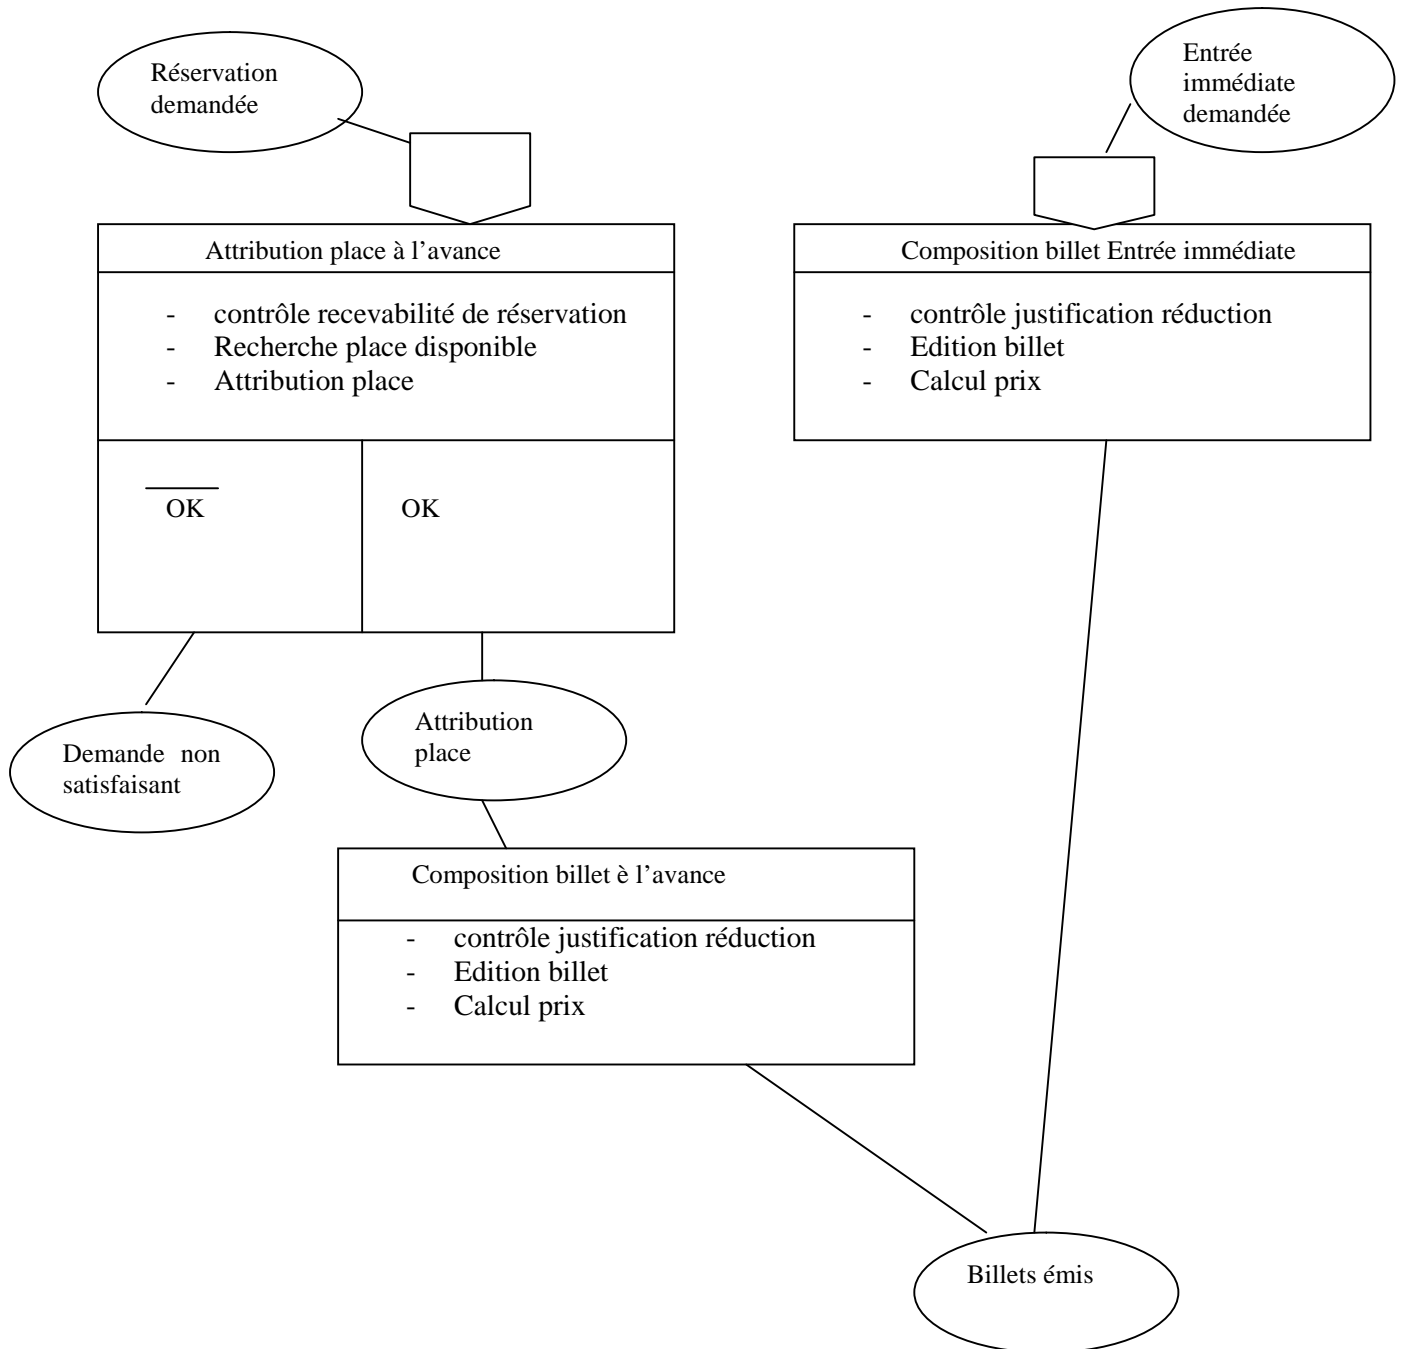 Réservation
demandée
Entrée
immédiate
demandée
Attribution place à l’avance
- contrôle recevabilité de réservation
- Recherche place disponible
- Attribution place
OK
OK
Composition billet Entrée immédiate
- contrôle justification réduction
- Edition billet
- Calcul prix
Demande non
satisfaisant
Attribution
place
Composition billet è l’avance
- contrôle justification réduction
- Edition billet
- Calcul prix
Billets émis